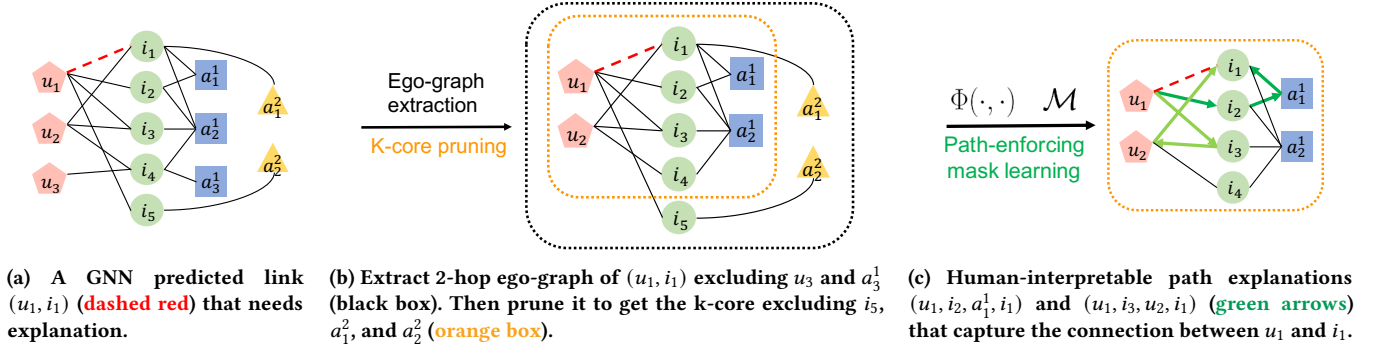 u₁
u₂
u₃
i₁
i₂
i₃
i₄
i₅
a₁¹
a₂¹
a₃¹
a₁²
a₂²
Ego-graph
extraction
K-core pruning
u₁
u₂
i₁
i₂
i₃
i₄
i₅
a₁¹
a₂¹
a₁²
a₂²
Φ(·,·) ℳ
Path-enforcing
mask learning
u₁
u₂
i₁
i₂
i₃
i₄
a₁¹
a₂¹
(a) A GNN predicted link
(u₁, i₁) (dashed red) that needs
explanation.
(b) Extract 2-hop ego-graph of (u₁, i₁) excluding u₃ and a₃¹
(black box). Then prune it to get the k-core excluding i₅,
a₁², and a₂² (orange box).
(c) Human-interpretable path explanations
(u₁, i₂, a₁¹, i₁) and (u₁, i₃, u₂, i₁) (green arrows)
that capture the connection between u₁ and i₁.